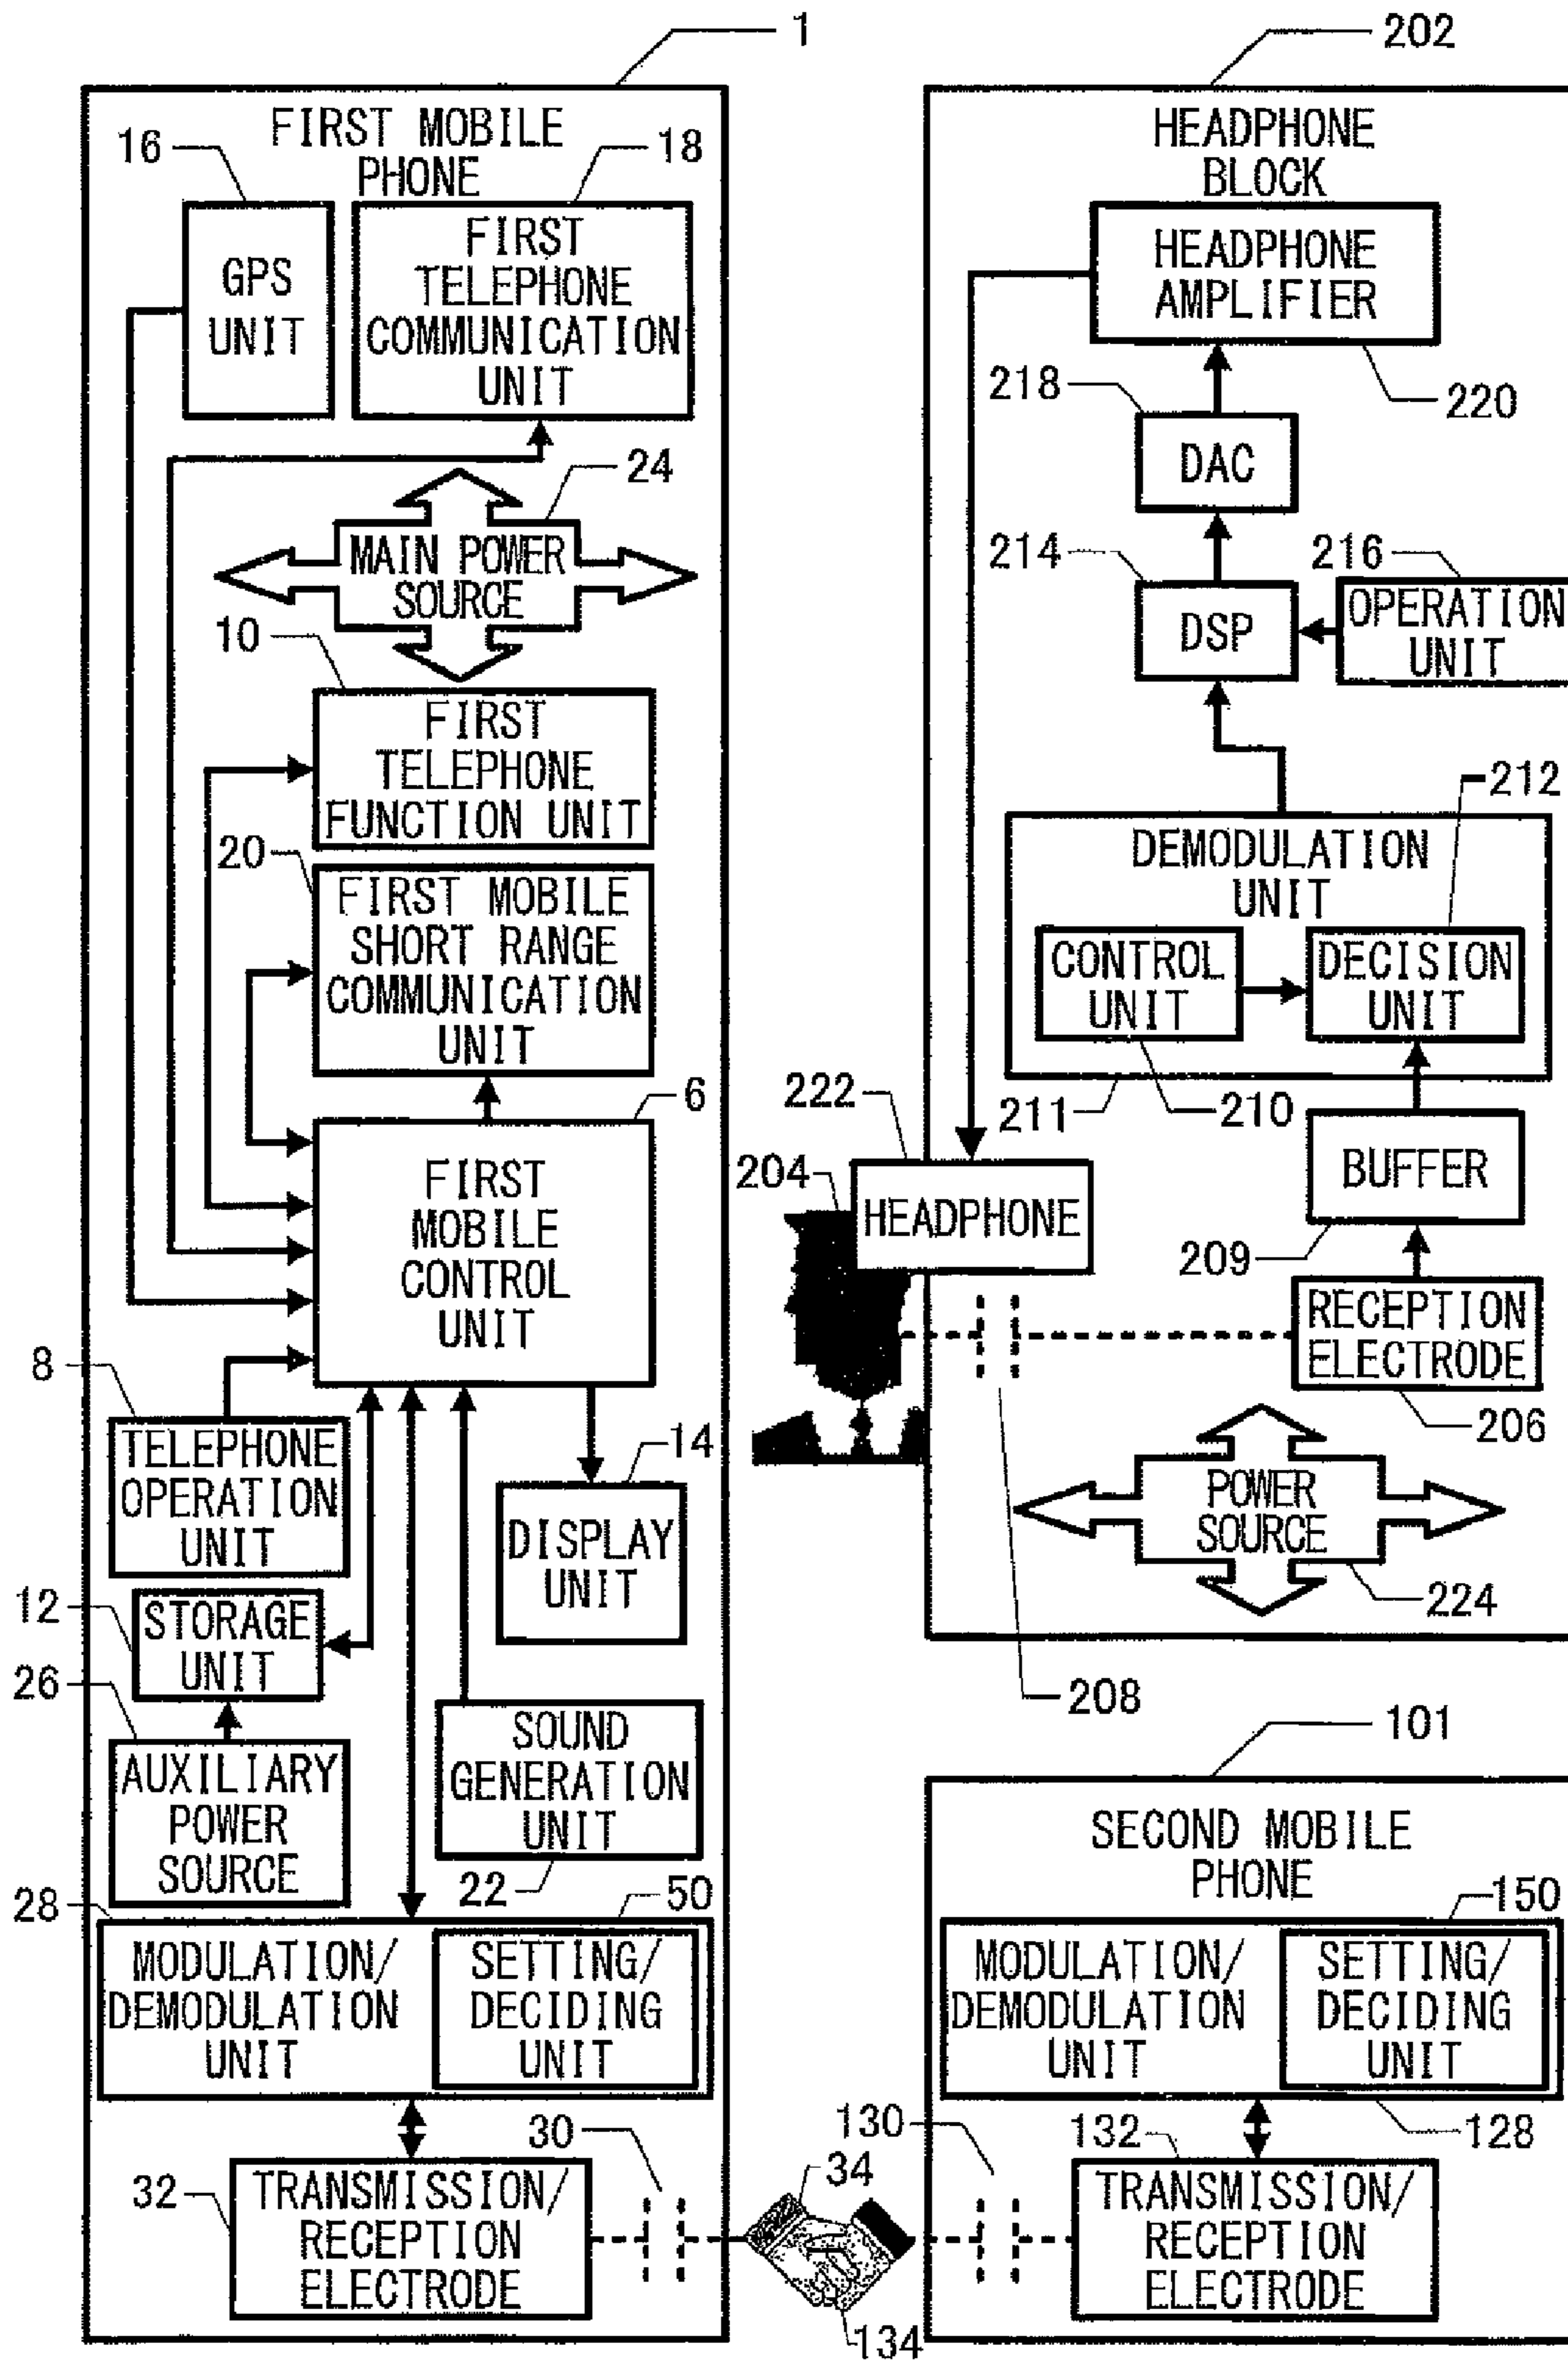 1
FIRST MOBILE
PHONE
16
18
GPS
UNIT
FIRST
TELEPHONE
COMMUNICATION
UNIT
24
MAIN POWER
SOURCE
10
FIRST
TELEPHONE
FUNCTION UNIT
20
FIRST MOBILE
SHORT RANGE
COMMUNICATION
UNIT
6
FIRST
MOBILE
CONTROL
UNIT
8
TELEPHONE
OPERATION
UNIT
14
DISPLAY
UNIT
12
STORAGE
UNIT
26
AUXILIARY
POWER
SOURCE
SOUND
GENERATION
UNIT
22
28
50
MODULATION/
DEMODULATION
UNIT
SETTING/
DECIDING
UNIT
32
TRANSMISSION/
RECEPTION
ELECTRODE
30
34
134
202
HEADPHONE
BLOCK
HEADPHONE
AMPLIFIER
220
218
DAC
214
DSP
216
OPERATION
UNIT
212
DEMODULATION
UNIT
CONTROL
UNIT
DECISION
UNIT
211
210
222
204
HEADPHONE
BUFFER
209
RECEPTION
ELECTRODE
206
POWER
SOURCE
224
208
101
SECOND MOBILE
PHONE
150
MODULATION/
DEMODULATION
UNIT
SETTING/
DECIDING
UNIT
128
130
132
TRANSMISSION/
RECEPTION
ELECTRODE